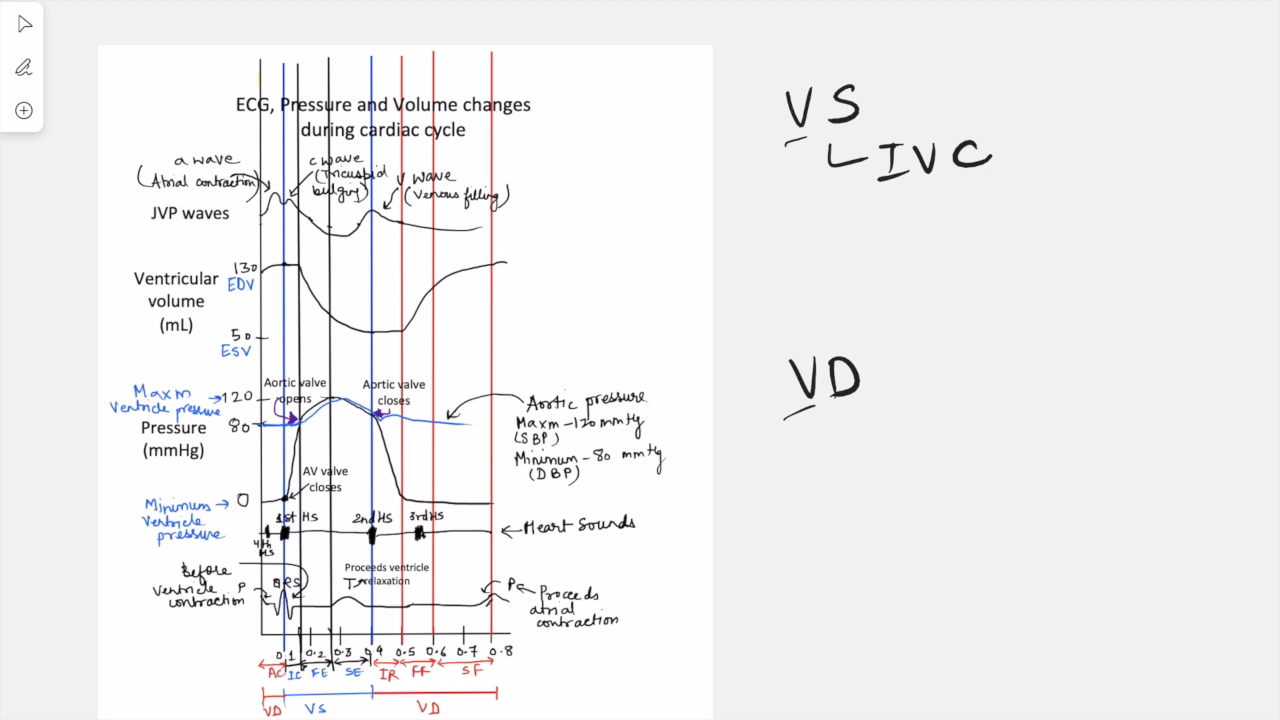 ECG, Pressure and Volume changes
during cardiac cycle
a wave
(Atrial contraction)
c wave
(Tricuspid
bulging)
v wave
(Venous filling)
JVP waves
130
EDV
Ventricular
volume
(mL)
50
ESV
Aortic valve
opens
Aortic valve
closes
Maxm
Ventricle pressure
120
80
Pressure
(mmHg)
Aortic pressure
Maxm - 120 mmHg
(SBP)
Minimum - 80 mmHg
(DBP)
AV valve
closes
0
Minimum
Ventricle
pressure
1st HS
2nd HS
3rd HS
4th
HS
Heart Sounds
Before
Ventricle
contraction
P
QRS
T
Proceeds ventricle
relaxation
P
Proceeds
atrial
contraction
0.1 0.2 0.3 0.4 0.5 0.6 0.7 0.8
AC IC FE SE IR FF SF
VD VS VD
VS
IVC
VD